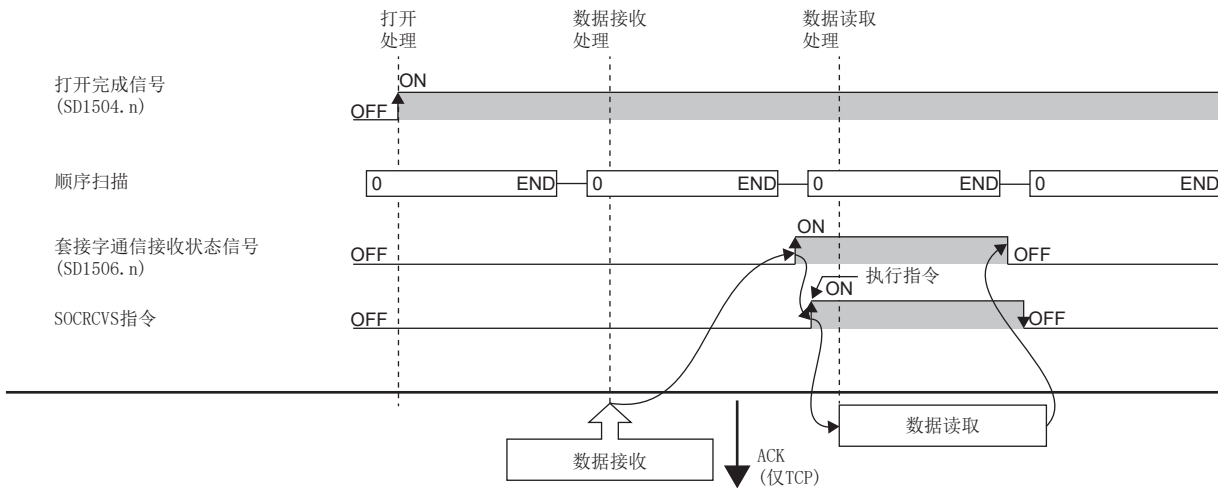 打开
处理
数据接收
处理
数据读取
处理
打开完成信号
(SD1504.n)
OFF
ON
顺序扫描
0 END 0 END 0 END 0 END
套接字通信接收状态信号
(SD1506.n)
OFF
ON
OFF
执行指令
SOCRCVS指令
OFF
ON
OFF
数据接收
ACK
(仅TCP)
数据读取